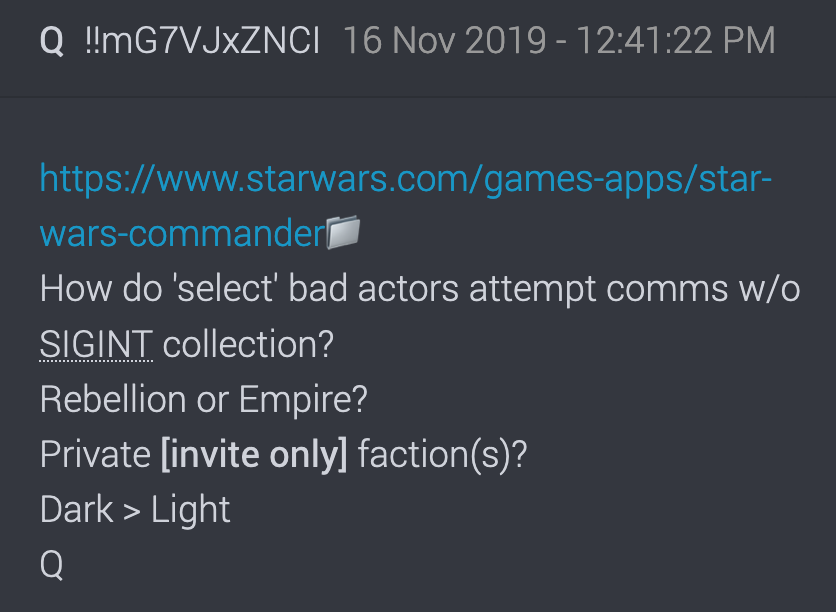 Q !!mG7VJxZNCI 16 Nov 2019 - 12:41:22 PM
https://www.starwars.com/games-apps/star-
wars-commander
How do 'select' bad actors attempt comms w/o
SIGINT collection?
Rebellion or Empire?
Private [invite only] faction(s)?
Dark > Light
Q